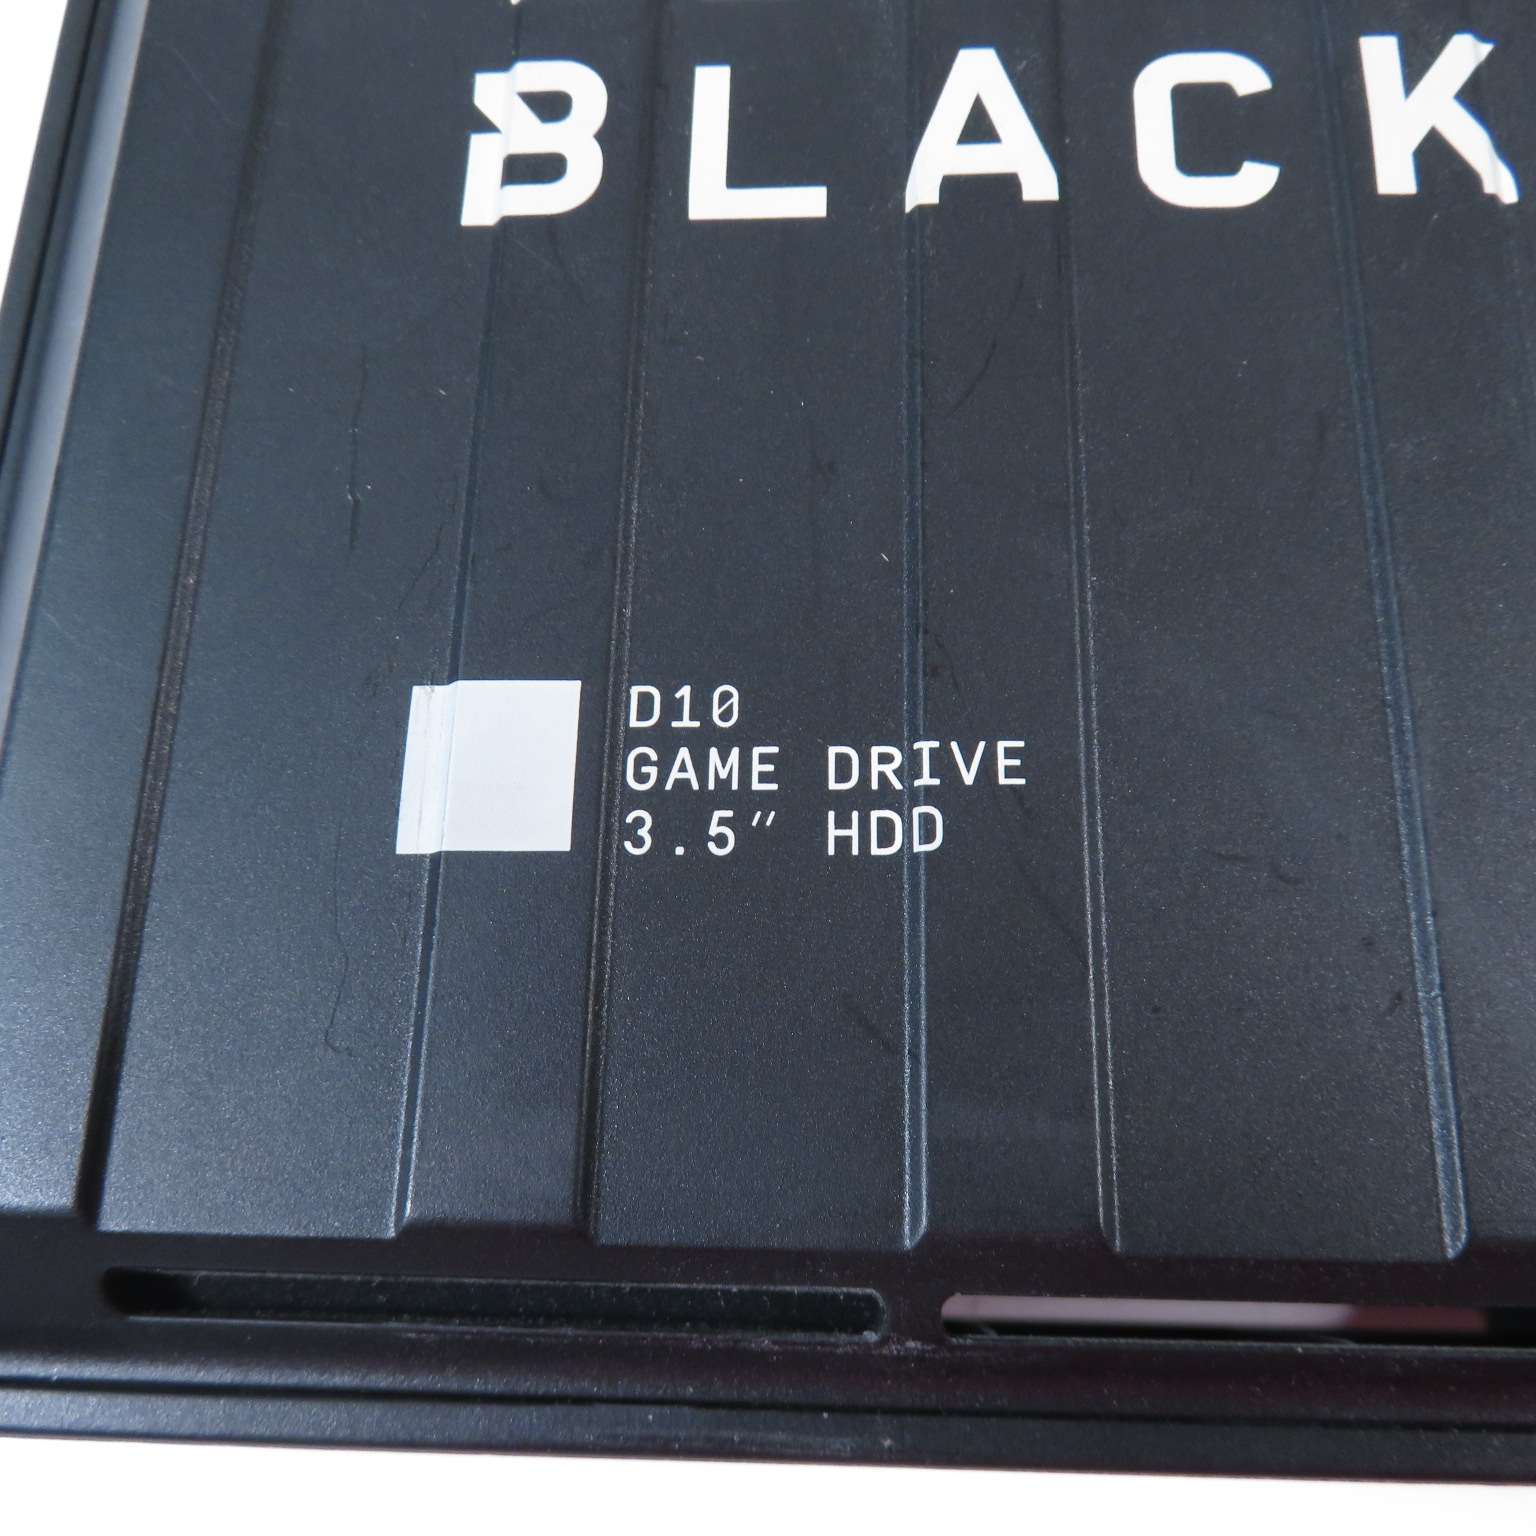 BLACK
D10
GAME DRIVE
3.5″ HDD